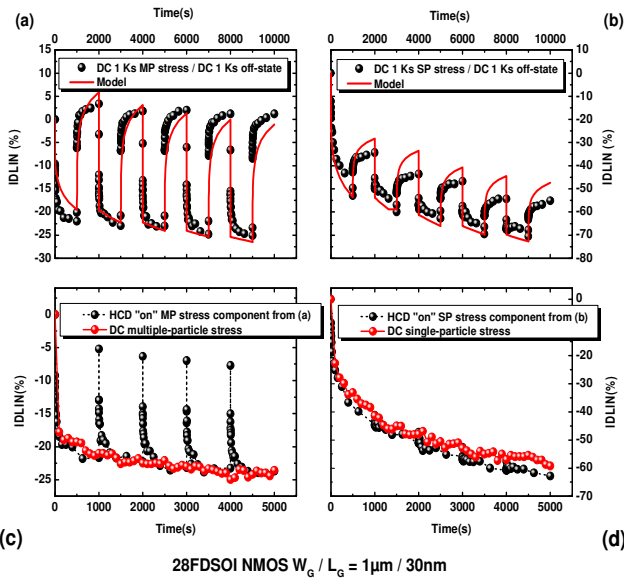 Time(s) Time(s)
(a) 0 2000 4000 6000 8000 10000 0 2000 4000 6000 8000 10000 (b)
DC 1 Ks MP stress / DC 1 Ks off-state
Model
DC 1 Ks SP stress / DC 1 Ks off-state
Model
IDLIN (%)
15
10
5
0
-5
-10
-15
-20
-25
-30
IDLIN (%)
10
0
-10
-20
-30
-40
-50
-60
-70
-80
HCD "on" MP stress component from (a)
DC multiple-particle stress
HCD "on" SP stress component from (b)
DC single-particle stress
IDLIN(%)
0
-5
-10
-15
-20
-25
IDLIN(%)
0
-10
-20
-30
-40
-50
-60
-70
0 1000 2000 3000 4000 5000 0 1000 2000 3000 4000 5000
Time(s) Time(s)
(c) (d)
28FDSOI NMOS W_G / L_G = 1µm / 30nm